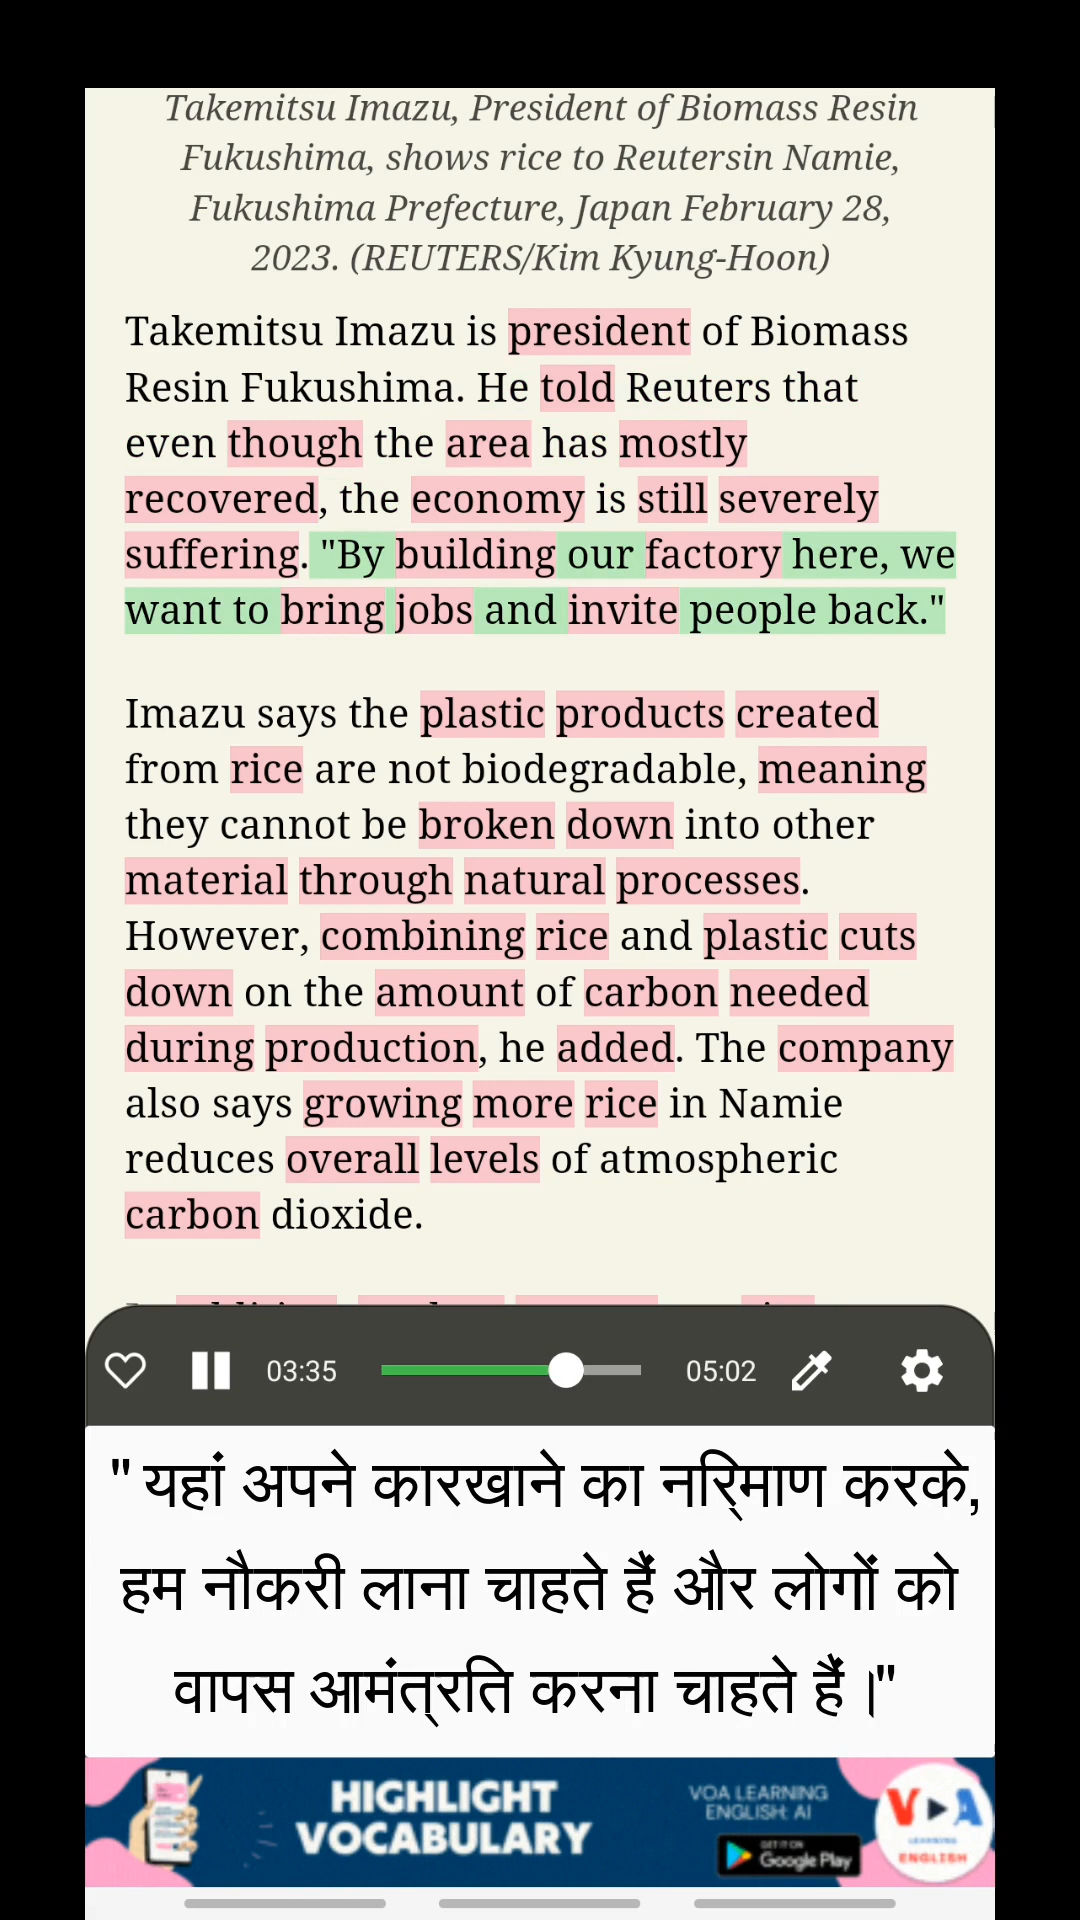 Takemitsu Imazu, President of Biomass Resin
Fukushima, shows rice to Reutersin Namie,
Fukushima Prefecture, Japan February 28,
2023. (REUTERS/Kim Kyung-Hoon)
Takemitsu Imazu is president of Biomass
Resin Fukushima. He told Reuters that
even though the area has mostly
recovered, the economy is still severely
suffering. "By building our factory here, we
want to bring jobs and invite people back."
Imazu says the plastic products created
from rice are not biodegradable, meaning
they cannot be broken down into other
material through natural processes.
However, combining rice and plastic cuts
down on the amount of carbon needed
during production, he added. The company
also says growing more rice in Namie
reduces overall levels of atmospheric
carbon dioxide.
03:35 05:02
" यहां अपने कारखाने का निर्माण करके,
हम नौकरी लाना चाहते हैं और लोगों को
वापस आमंत्रित करना चाहते हैं।"
HIGHLIGHT
VOCABULARY
VOA LEARNING
ENGLISH: AI
GET IT ON
Google Play
VOA
LEARNING
ENGLISH